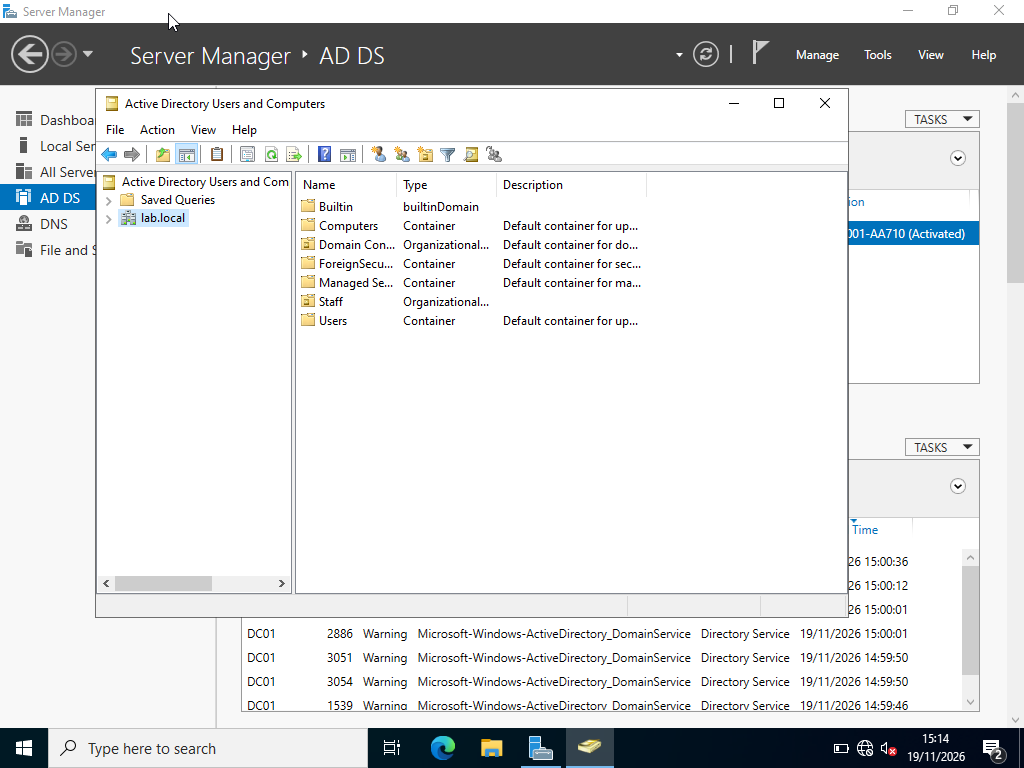 Server Manager
Server Manager ‣ AD DS
Manage Tools View Help
Dashboa
Local Ser
All Server
AD DS
DNS
File and S
Active Directory Users and Computers
File Action View Help
Active Directory Users and Com
Saved Queries
lab.local
Name Type Description
Builtin builtinDomain
Computers Container Default container for up...
Domain Con... Organizational...  Default container for do...
ForeignSecu... Container Default container for sec...
Managed Se... Container Default container for ma...
Staff Organizational...
Users Container Default container for up...
TASKS
ion
001-AA710 (Activated)
TASKS
Time
26 15:00:36
26 15:00:12
26 15:00:01
DC01 2886 Warning Microsoft-Windows-ActiveDirectory_DomainService Directory Service 19/11/2026 15:00:01
DC01 3051 Warning Microsoft-Windows-ActiveDirectory_DomainService Directory Service 19/11/2026 14:59:50
DC01 3054 Warning Microsoft-Windows-ActiveDirectory_DomainService Directory Service 19/11/2026 14:59:50
DC01 1539 Warning Microsoft-Windows-ActiveDirectory_DomainService Directory Service 19/11/2026 14:59:46
Type here to search
15:14
19/11/2026
2